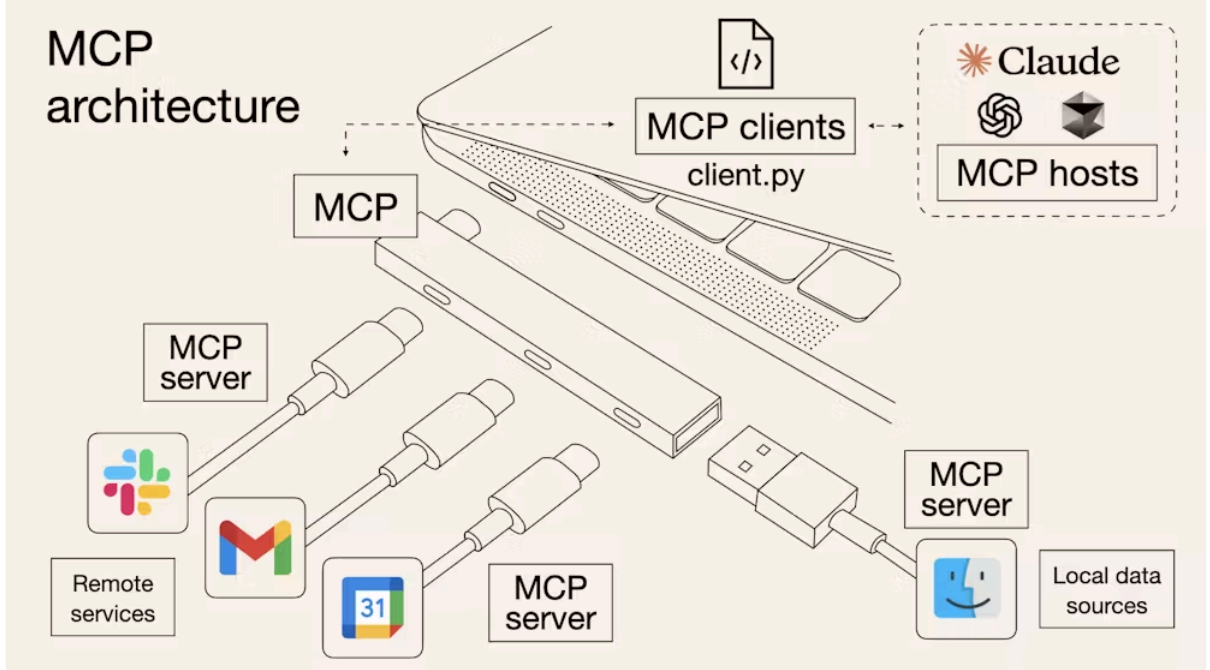 MCP
architecture
MCP clients
client.py
Claude
MCP hosts
MCP
MCP
server
MCP
server
Remote
services
31
MCP
server
Local data
sources